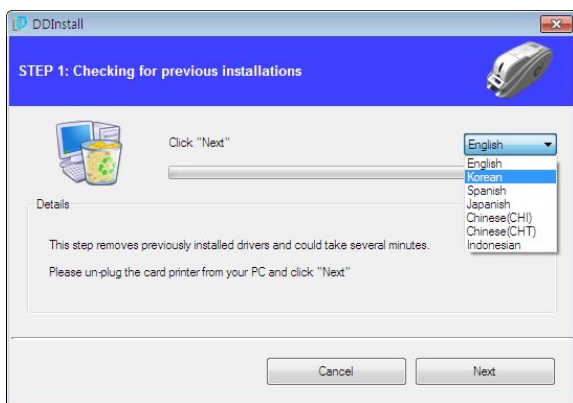 DDInstall
STEP 1: Checking for previous installations
Click "Next"
English
English
Korean
Spanish
Japanish
Chinese(CHI)
Chinese(CHT)
Indonesian
Details
This step removes previously installed drivers and could take several minutes.
Please un-plug the card printer from your PC and click "Next"
Cancel
Next